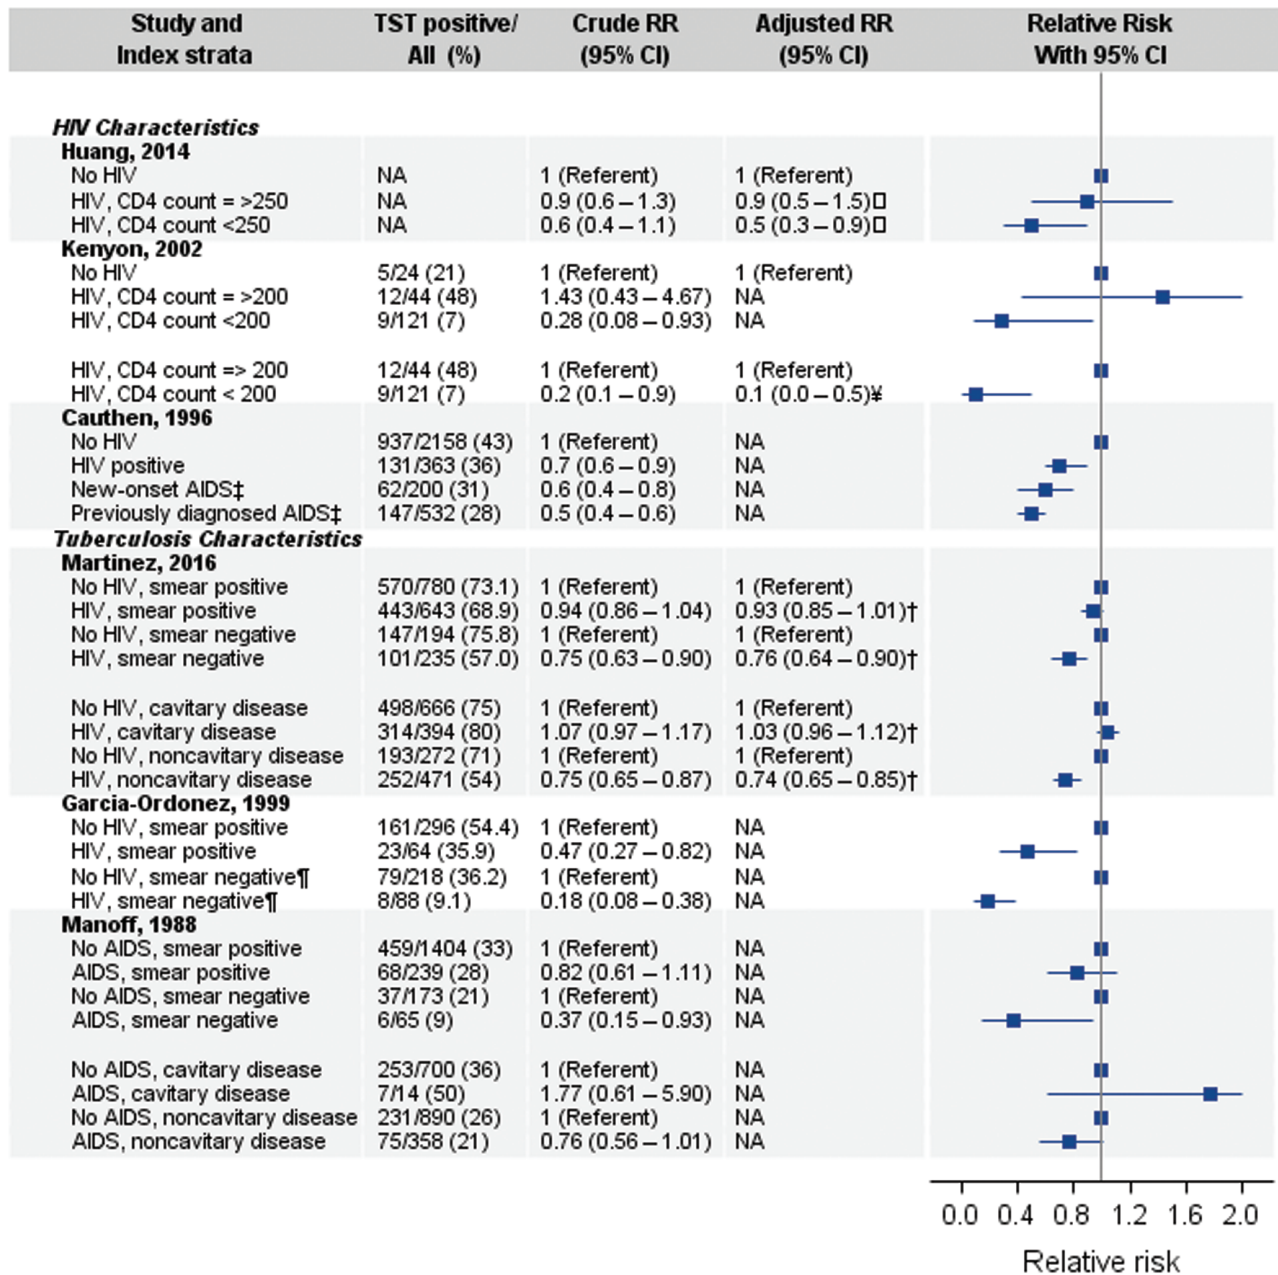 Study and Index strata | TST positive/ All (%) | Crude RR (95% CI) | Adjusted RR (95% CI) | Relative Risk With 95% CI
HIV Characteristics
Huang, 2014
No HIV NA 1 (Referent) 1 (Referent)
HIV, CD4 count = >250 NA 0.9 (0.6 – 1.3) 0.9 (0.5 – 1.5)▯
HIV, CD4 count <250 NA 0.6 (0.4 – 1.1) 0.5 (0.3 – 0.9)▯
Kenyon, 2002
No HIV 5/24 (21) 1 (Referent) 1 (Referent)
HIV, CD4 count = >200 12/44 (48) 1.43 (0.43 – 4.67) NA
HIV, CD4 count <200 9/121 (7) 0.28 (0.08 – 0.93) NA
HIV, CD4 count => 200 12/44 (48) 1 (Referent) 1 (Referent)
HIV, CD4 count < 200 9/121 (7) 0.2 (0.1 – 0.9) 0.1 (0.0 – 0.5)¥
Cauthen, 1996
No HIV 937/2158 (43) 1 (Referent) NA
HIV positive 131/363 (36) 0.7 (0.6 – 0.9) NA
New-onset AIDS‡ 62/200 (31) 0.6 (0.4 – 0.8) NA
Previously diagnosed AIDS‡ 147/532 (28) 0.5 (0.4 – 0.6) NA
Tuberculosis Characteristics
Martinez, 2016
No HIV, smear positive 570/780 (73.1) 1 (Referent) 1 (Referent)
HIV, smear positive 443/643 (68.9) 0.94 (0.86 – 1.04) 0.93 (0.85 – 1.01)†
No HIV, smear negative 147/194 (75.8) 1 (Referent) 1 (Referent)
HIV, smear negative 101/235 (57.0) 0.75 (0.63 – 0.90) 0.76 (0.64 – 0.90)†
No HIV, cavitary disease 498/666 (75) 1 (Referent) 1 (Referent)
HIV, cavitary disease 314/394 (80) 1.07 (0.97 – 1.17) 1.03 (0.96 – 1.12)†
No HIV, noncavitary disease 193/272 (71) 1 (Referent) 1 (Referent)
HIV, noncavitary disease 252/471 (54) 0.75 (0.65 – 0.87) 0.74 (0.65 – 0.85)†
Garcia-Ordonez, 1999
No HIV, smear positive 161/296 (54.4) 1 (Referent) NA
HIV, smear positive 23/64 (35.9) 0.47 (0.27 – 0.82) NA
No HIV, smear negative¶ 79/218 (36.2) 1 (Referent) NA
HIV, smear negative¶ 8/88 (9.1) 0.18 (0.08 – 0.38) NA
Manoff, 1988
No AIDS, smear positive 459/1404 (33) 1 (Referent) NA
AIDS, smear positive 68/239 (28) 0.82 (0.61 – 1.11) NA
No AIDS, smear negative 37/173 (21) 1 (Referent) NA
AIDS, smear negative 6/65 (9) 0.37 (0.15 – 0.93) NA
No AIDS, cavitary disease 253/700 (36) 1 (Referent) NA
AIDS, cavitary disease 7/14 (50) 1.77 (0.61 – 5.90) NA
No AIDS, noncavitary disease 231/890 (26) 1 (Referent) NA
AIDS, noncavitary disease 75/358 (21) 0.76 (0.56 – 1.01) NA
0.0 0.4 0.8 1.2 1.6 2.0
Relative risk